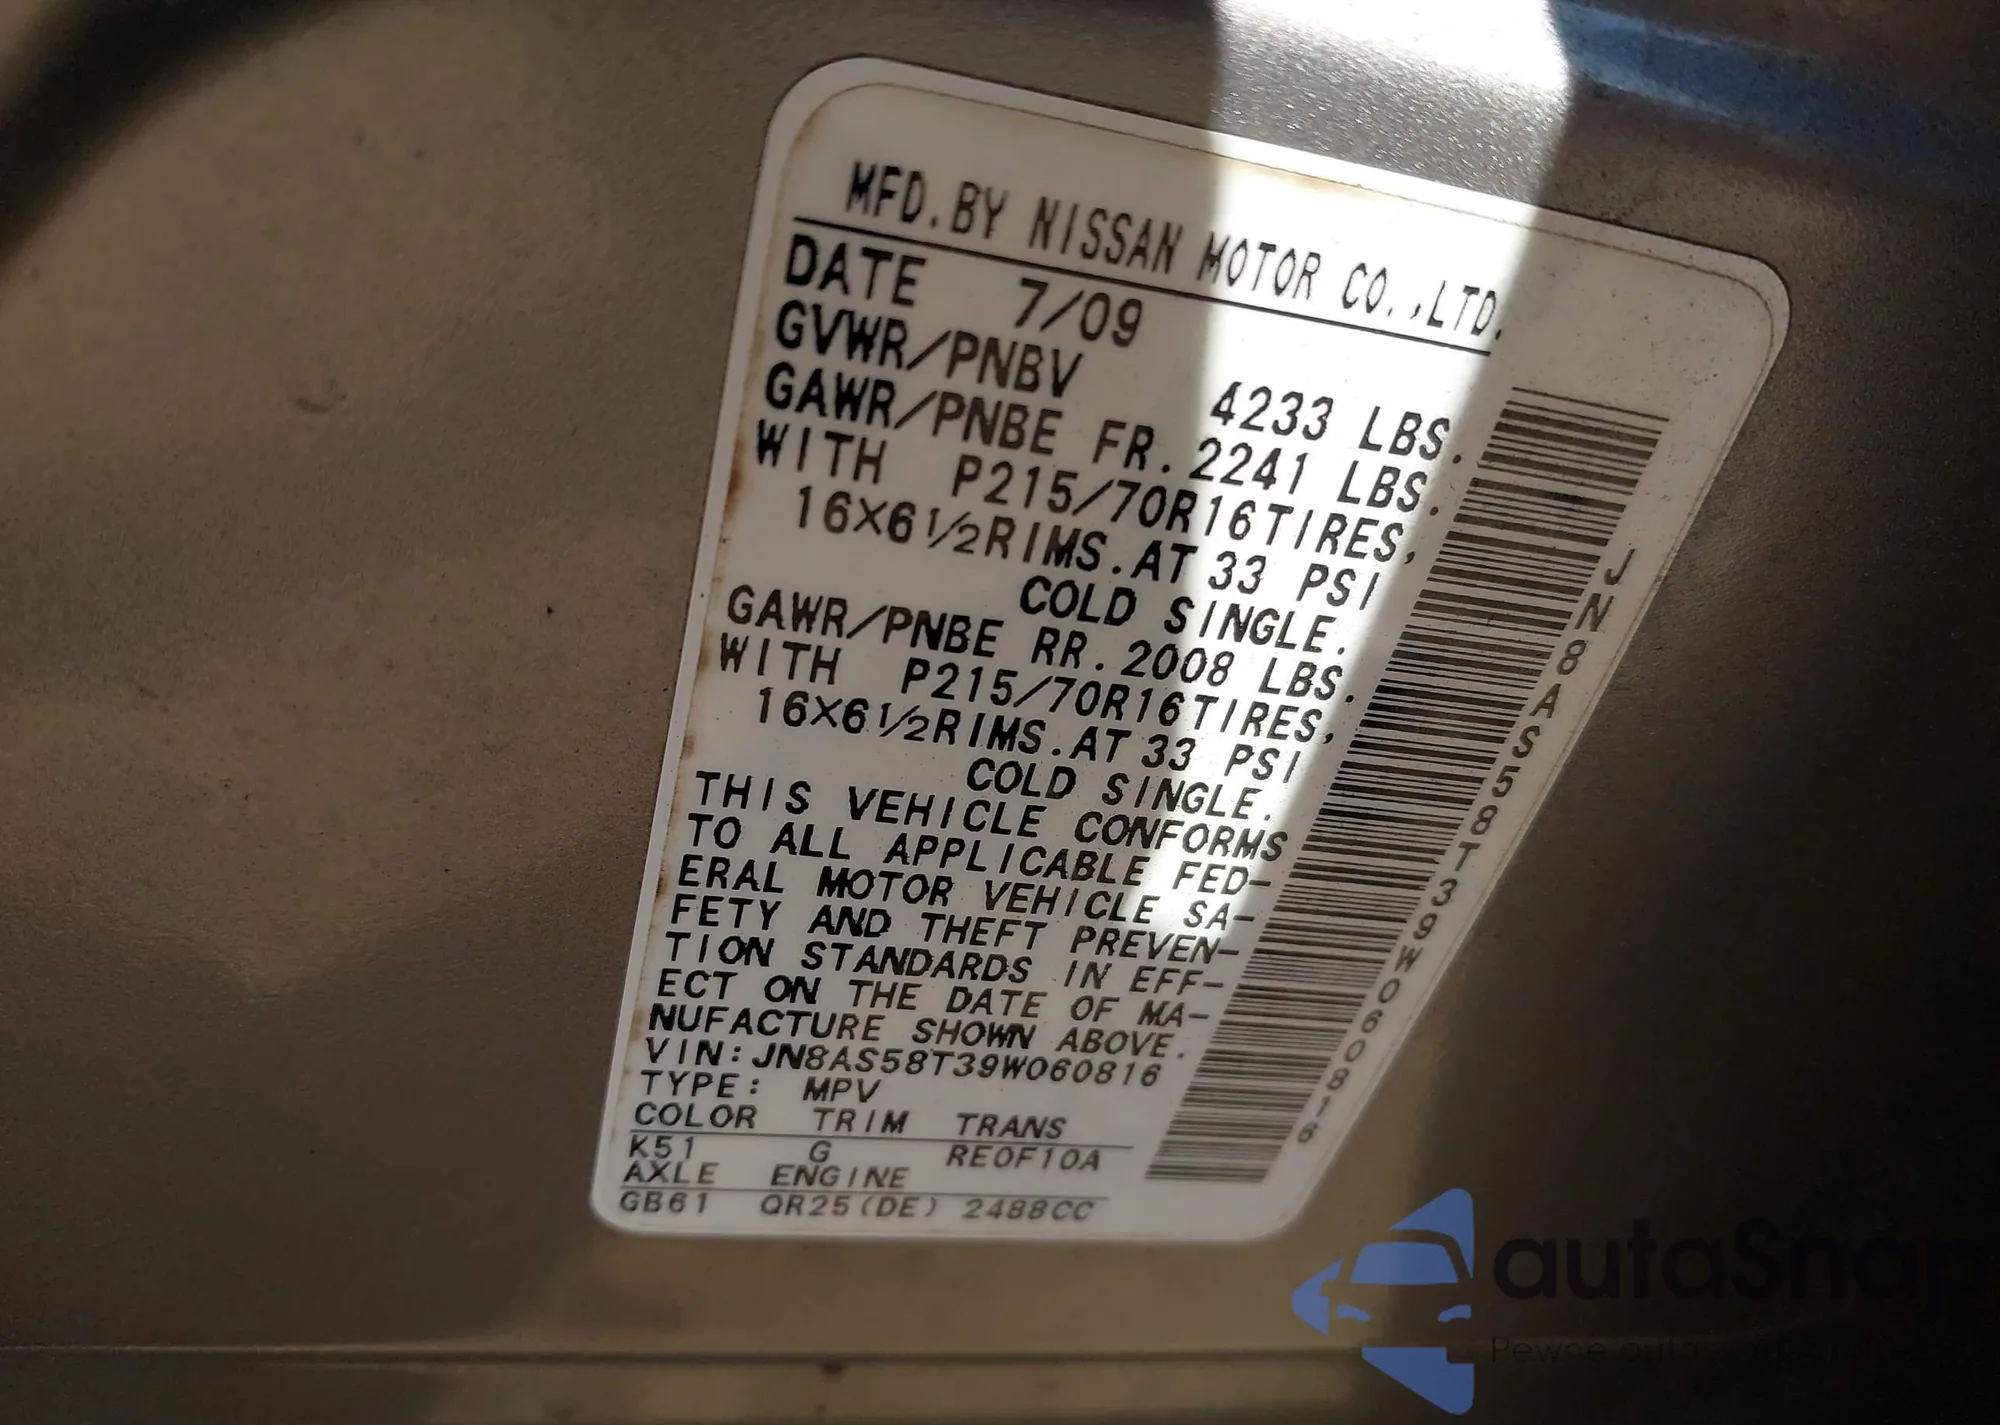 MFD.BY NISSAN MOTOR CO.,LTD.
DATE 7/09
GVWR/PNBV 4233 LBS.
GAWR/PNBE FR. 2241 LBS.
WITH P215/70R16TIRES,
16X6½RIMS.AT 33 PSI
COLD SINGLE.
GAWR/PNBE RR. 2008 LBS.
WITH P215/70R16TIRES,
16X6½RIMS.AT 33 PSI
COLD SINGLE.
THIS VEHICLE CONFORMS
TO ALL APPLICABLE FED-
ERAL MOTOR VEHICLE SA-
FETY AND THEFT PREVEN-
TION STANDARDS IN EFF-
ECT ON THE DATE OF MA-
NUFACTURE SHOWN ABOVE.
VIN:JN8AS58T39W060816
TYPE: MPV
COLOR TRIM TRANS
K51 G RE0F10A
AXLE ENGINE
GB61 QR25(DE) 2488CC
JN8AS58T39W060816
autaSnap
Pewne auta